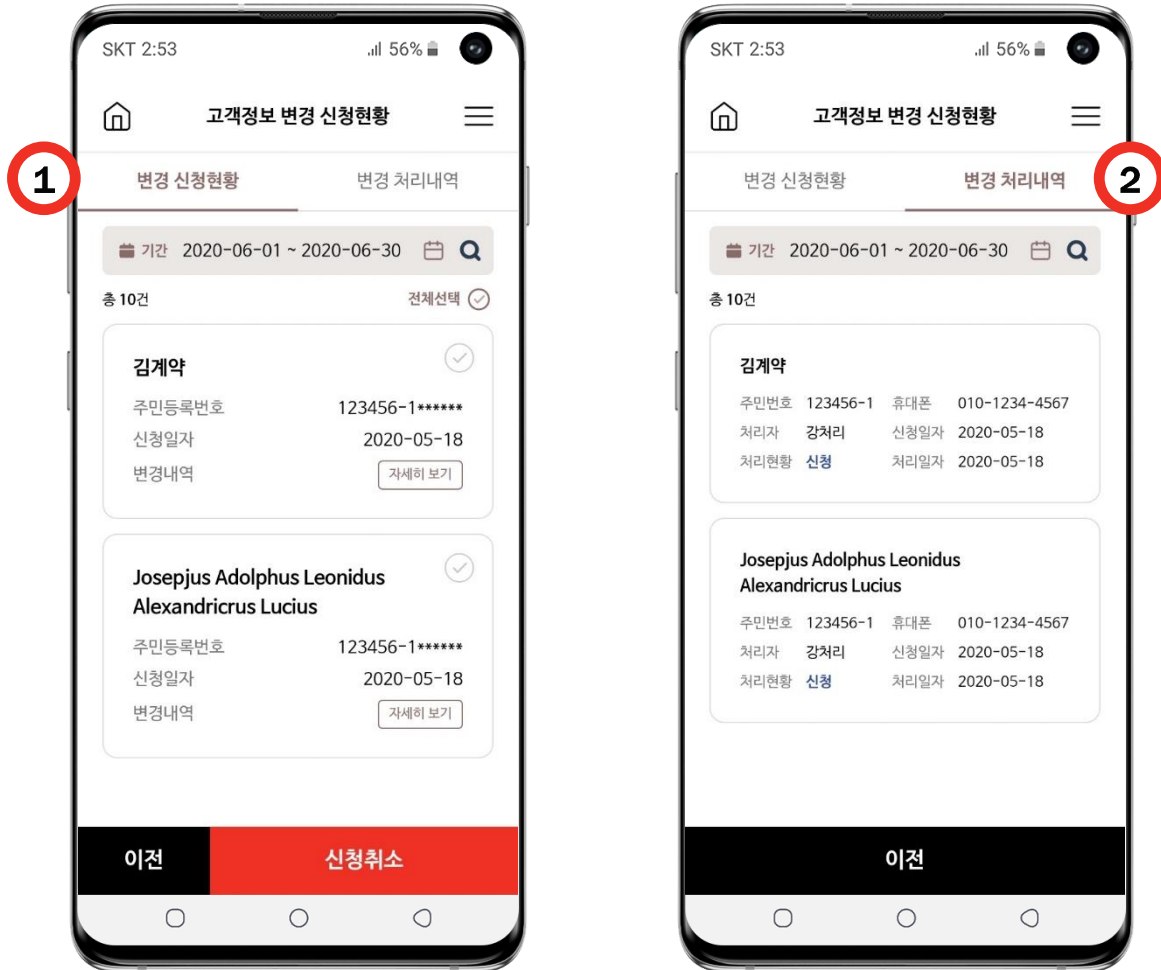 SKT 2:53
56%
고객정보 변경 신청현황
1
변경 신청현황
변경 처리내역
기간 2020-06-01 ~ 2020-06-30
총 10건
전체선택
김계약
주민등록번호 123456-1******
신청일자 2020-05-18
변경내역 자세히 보기
Josepjus Adolphus Leonidus
Alexandricrus Lucius
주민등록번호 123456-1******
신청일자 2020-05-18
변경내역 자세히 보기
이전
신청취소
SKT 2:53
56%
고객정보 변경 신청현황
변경 신청현황
변경 처리내역
2
기간 2020-06-01 ~ 2020-06-30
총 10건
김계약
주민번호 123456-1 휴대폰 010-1234-4567
처리자 강처리 신청일자 2020-05-18
처리현황 신청 처리일자 2020-05-18
Josepjus Adolphus Leonidus
Alexandricrus Lucius
주민번호 123456-1 휴대폰 010-1234-4567
처리자 강처리 신청일자 2020-05-18
처리현황 신청 처리일자 2020-05-18
이전